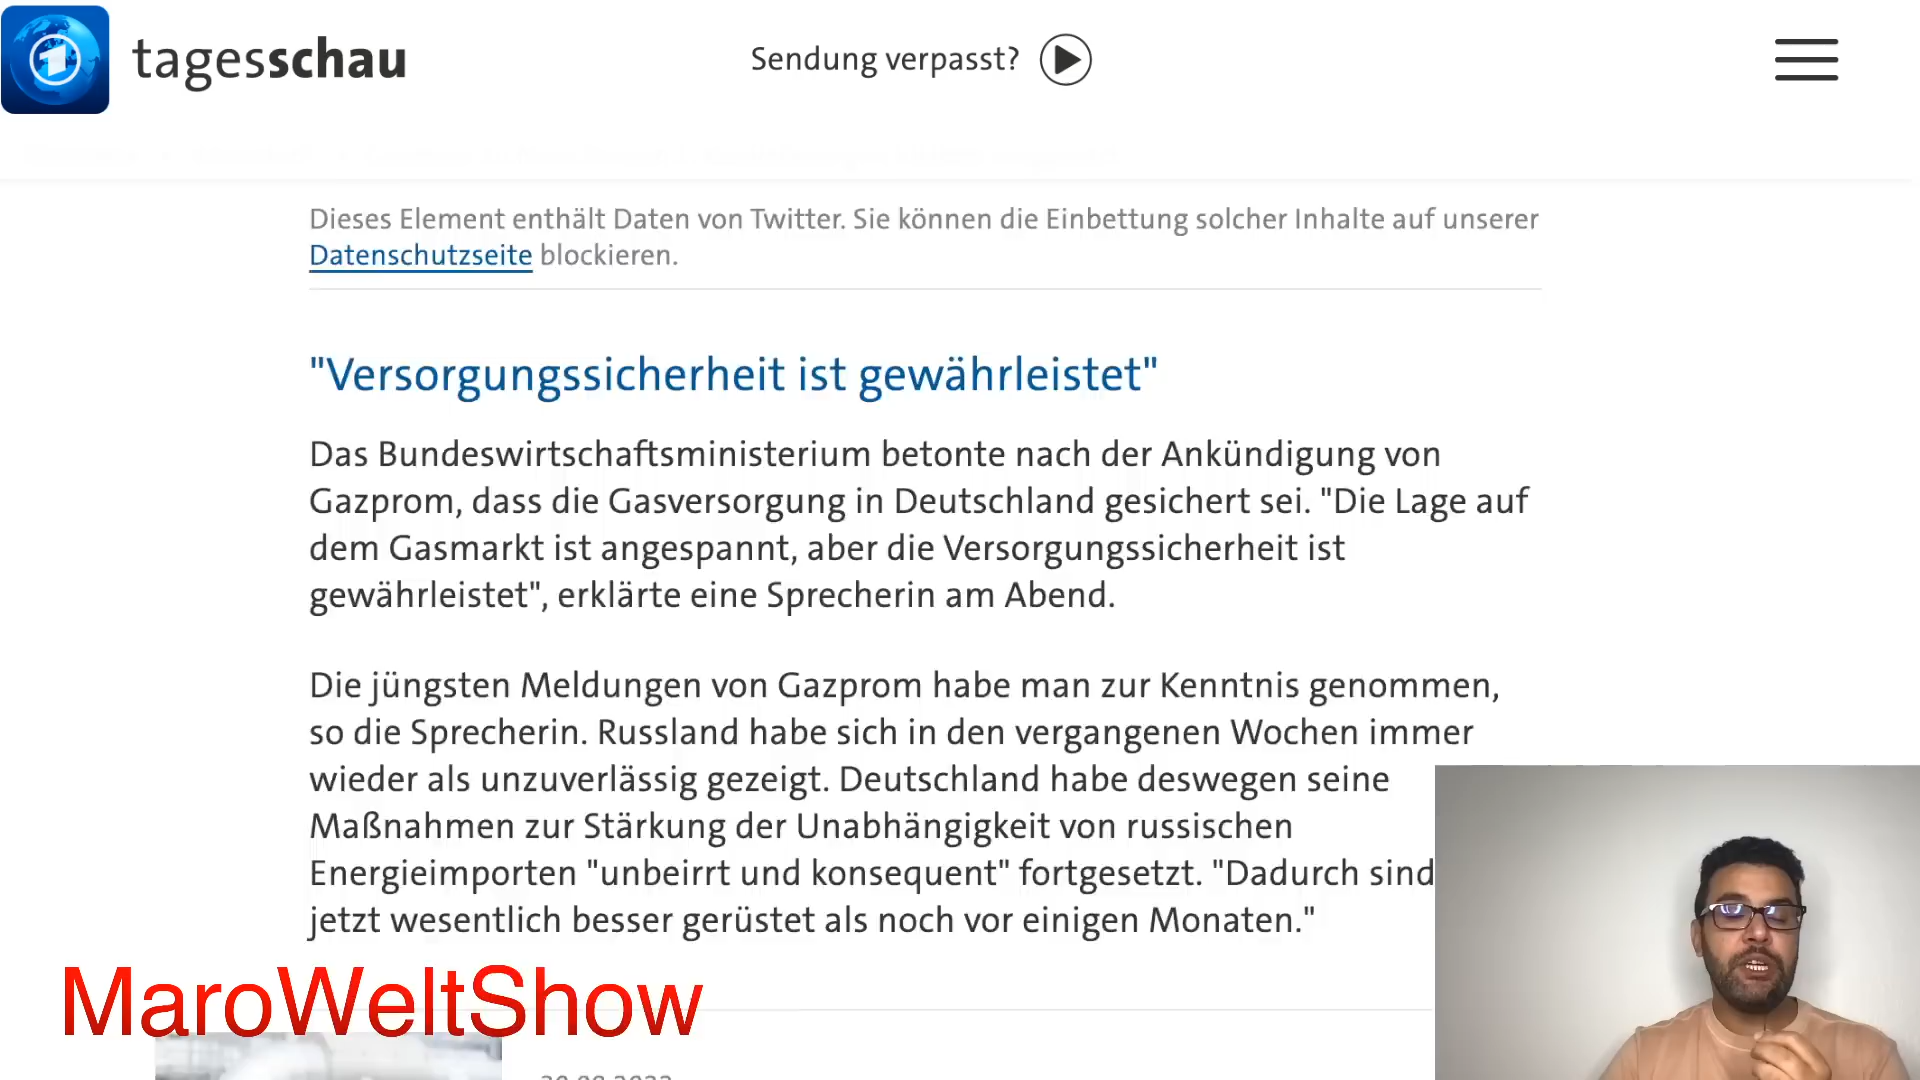 tagesschau
Sendung verpasst?
Dieses Element enthält Daten von Twitter. Sie können die Einbettung solcher Inhalte auf unserer
Datenschutzseite blockieren.
"Versorgungssicherheit ist gewährleistet"
Das Bundeswirtschaftsministerium betonte nach der Ankündigung von
Gazprom, dass die Gasversorgung in Deutschland gesichert sei. "Die Lage auf
dem Gasmarkt ist angespannt, aber die Versorgungssicherheit ist
gewährleistet", erklärte eine Sprecherin am Abend.
Die jüngsten Meldungen von Gazprom habe man zur Kenntnis genommen,
so die Sprecherin. Russland habe sich in den vergangenen Wochen immer
wieder als unzuverlässig gezeigt. Deutschland habe deswegen seine
Maßnahmen zur Stärkung der Unabhängigkeit von russischen
Energieimporten "unbeirrt und konsequent" fortgesetzt. "Dadurch sind
jetzt wesentlich besser gerüstet als noch vor einigen Monaten."
MaroWeltShow